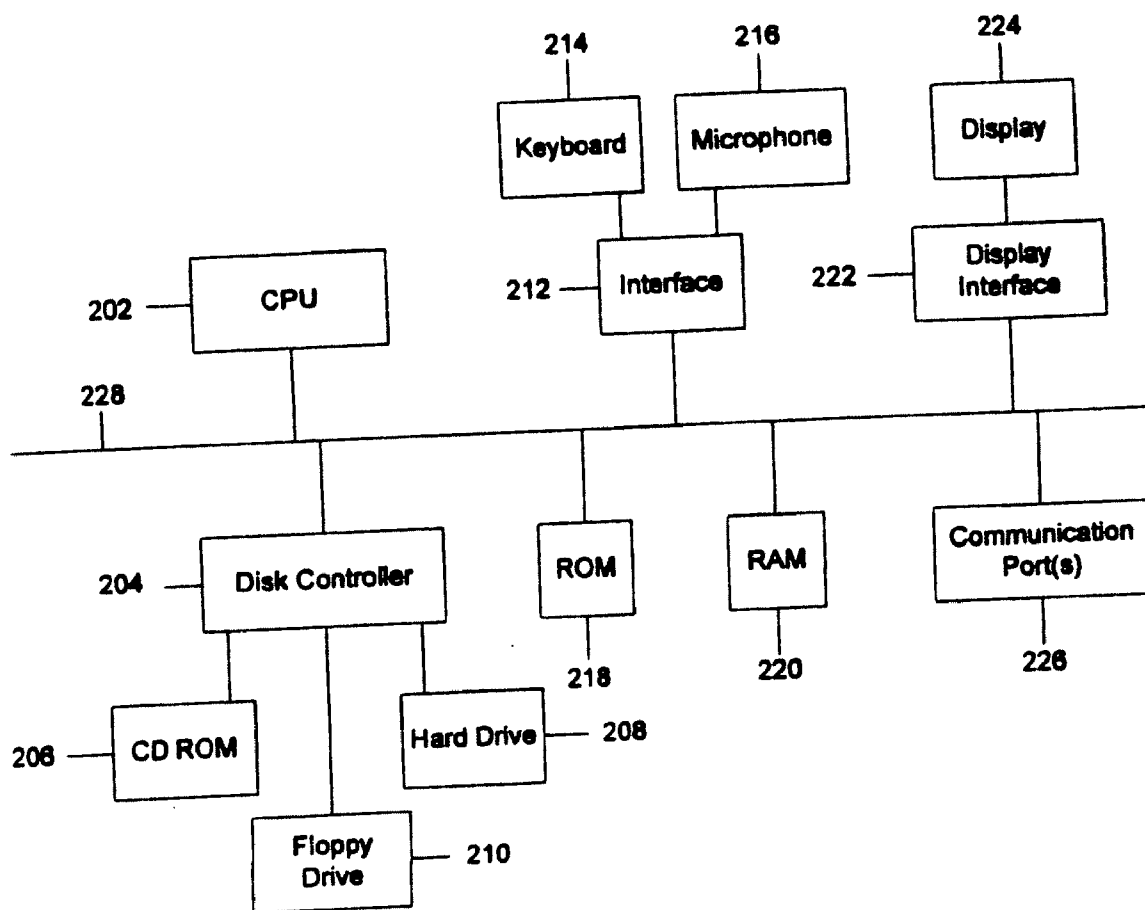 214
216
224
Keyboard
Microphone
Display
202
CPU
212
Interface
222
Display
Interface
228
204
Disk Controller
ROM
RAM
Communication
Port(s)
218
220
226
206
CD ROM
Hard Drive
208
Floppy
Drive
210